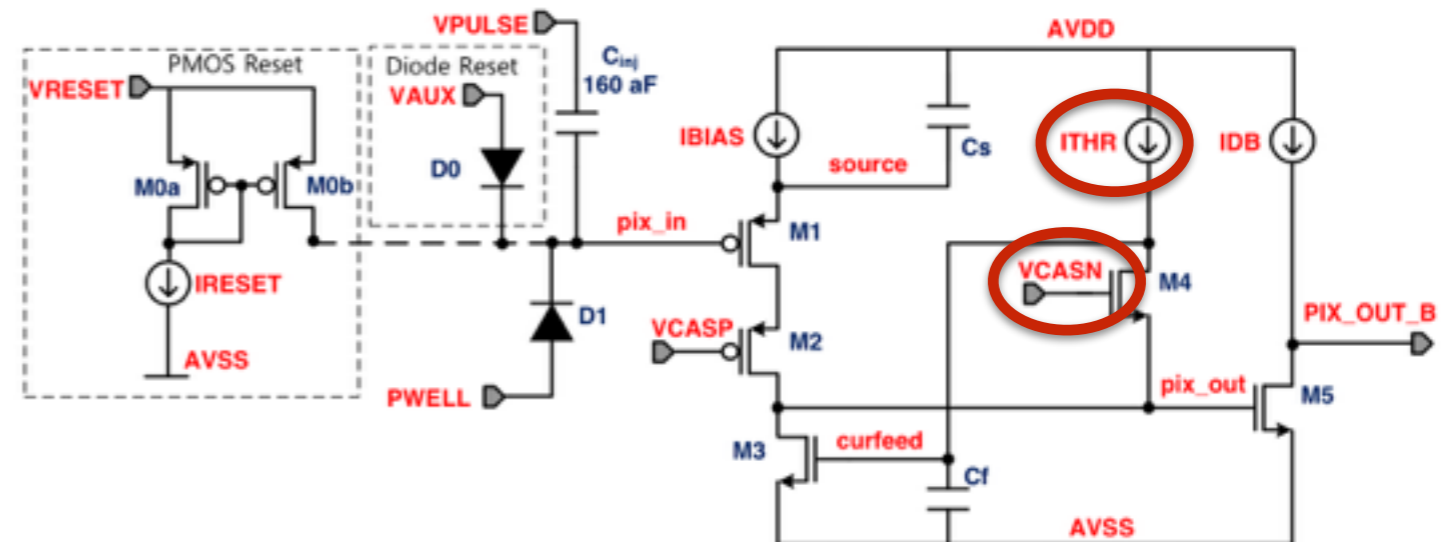 VPULSE
AVDD
PMOS Reset
Diode Reset
Cinj
160 aF
VRESET
VAUX
IBIAS
Cs
ITHR
IDB
source
M0a
M0b
D0
pix_in
M1
VCASN
M4
IRESET
D1
VCASP
M2
PIX_OUT_B
AVSS
PWELL
pix_out
M5
M3
curfeed
Cf
AVSS